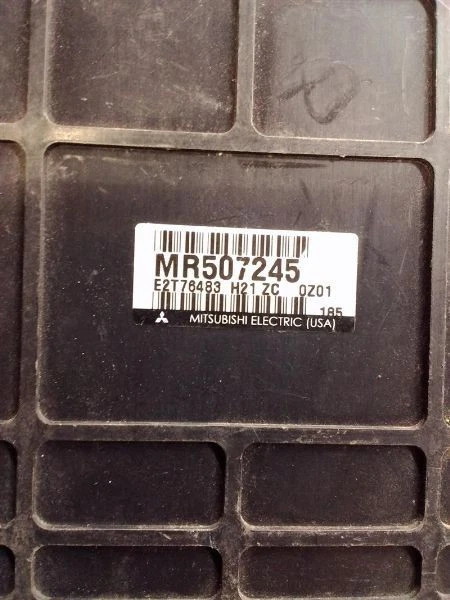 MR507245
E2T76483 H21 ZC 0Z01
185
MITSUBISHI ELECTRIC (USA)